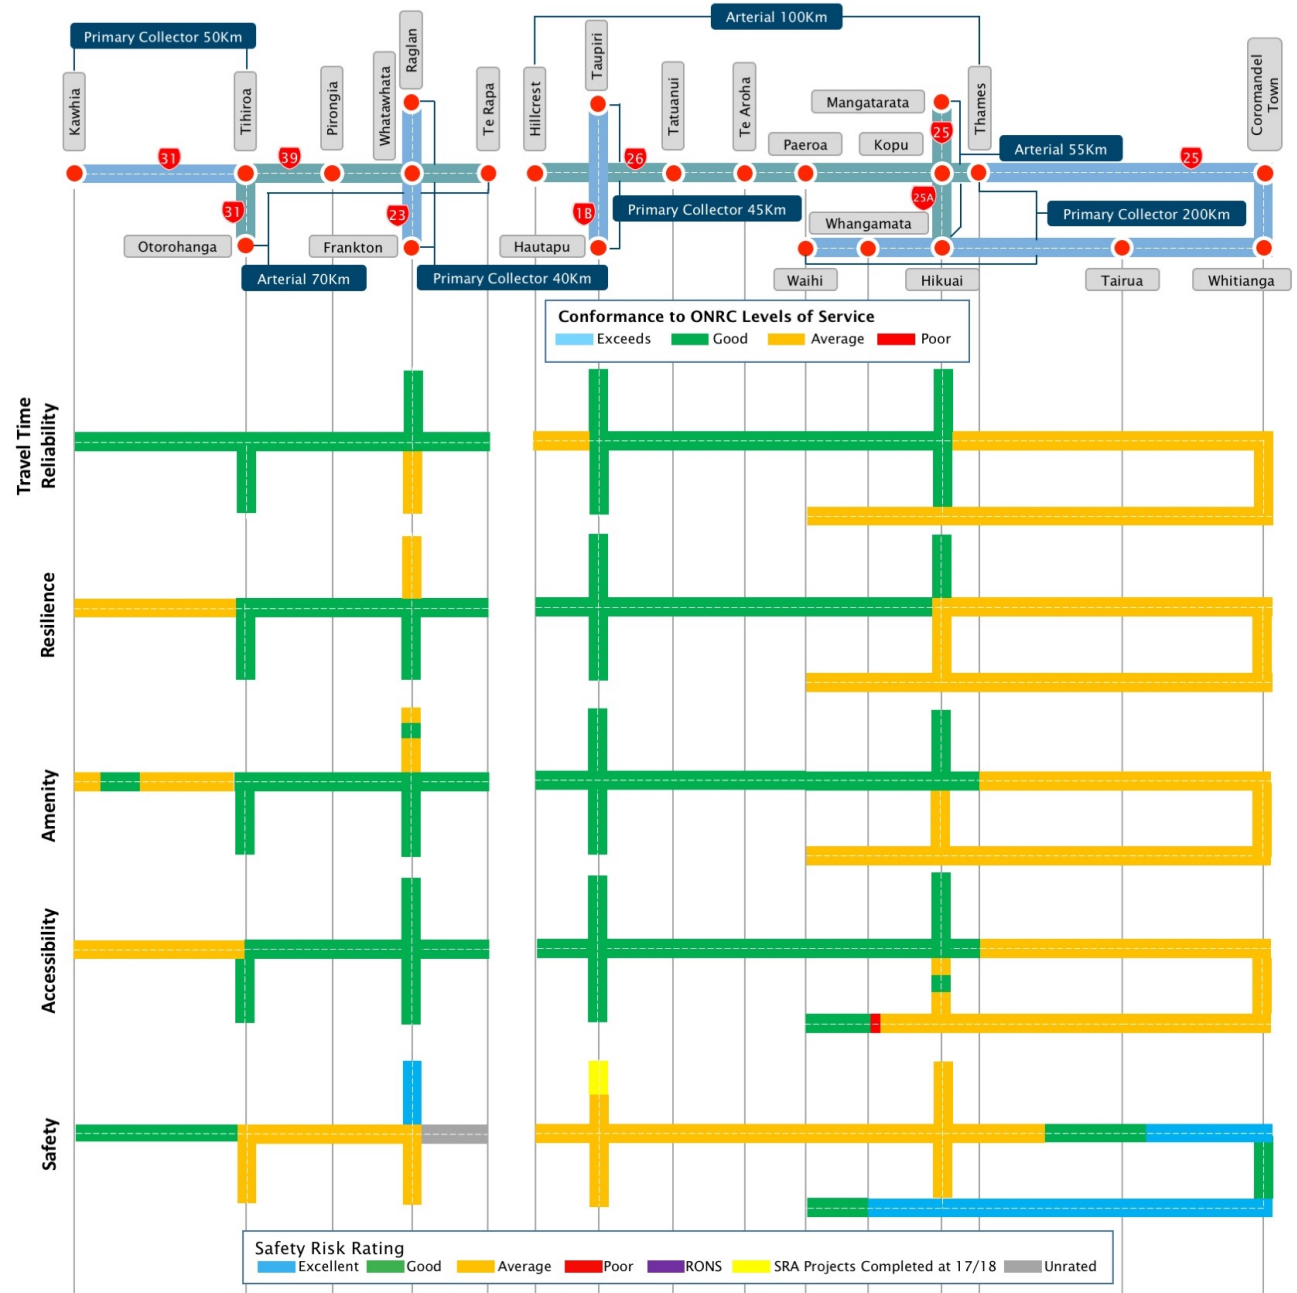 Arterial 100Km
Primary Collector 50Km
Kawhia
Tihiroa
Pirongia
Whatawhata
Raglan
Te Rapa
Hillcrest
Taupiri
Tatuanui
Te Aroha
Mangatarata
Paeroa
Kopu
Thames
Coromandel
Town
31
39
26
25
Arterial 55Km
25
31
23
1B
25A
Primary Collector 45Km
Whangamata
Primary Collector 200Km
Otorohanga
Frankton
Hautapu
Arterial 70Km
Primary Collector 40Km
Waihi
Hikuai
Tairua
Whitianga
Conformance to ONRC Levels of Service
Exceeds
Good
Average
Poor
Travel Time
Reliability
Resilience
Amenity
Accessibility
Safety
Safety Risk Rating
Excellent
Good
Average
Poor
RONS
SRA Projects Completed at 17/18
Unrated